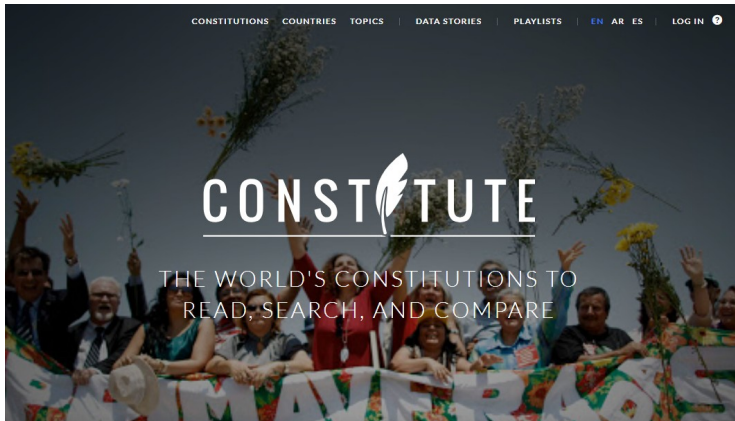 CONSTITUTIONS COUNTRIES TOPICS | DATA STORIES | PLAYLISTS | EN AR ES | LOG IN ?
CONSTITUTE
THE WORLD'S CONSTITUTIONS TO
READ, SEARCH, AND COMPARE